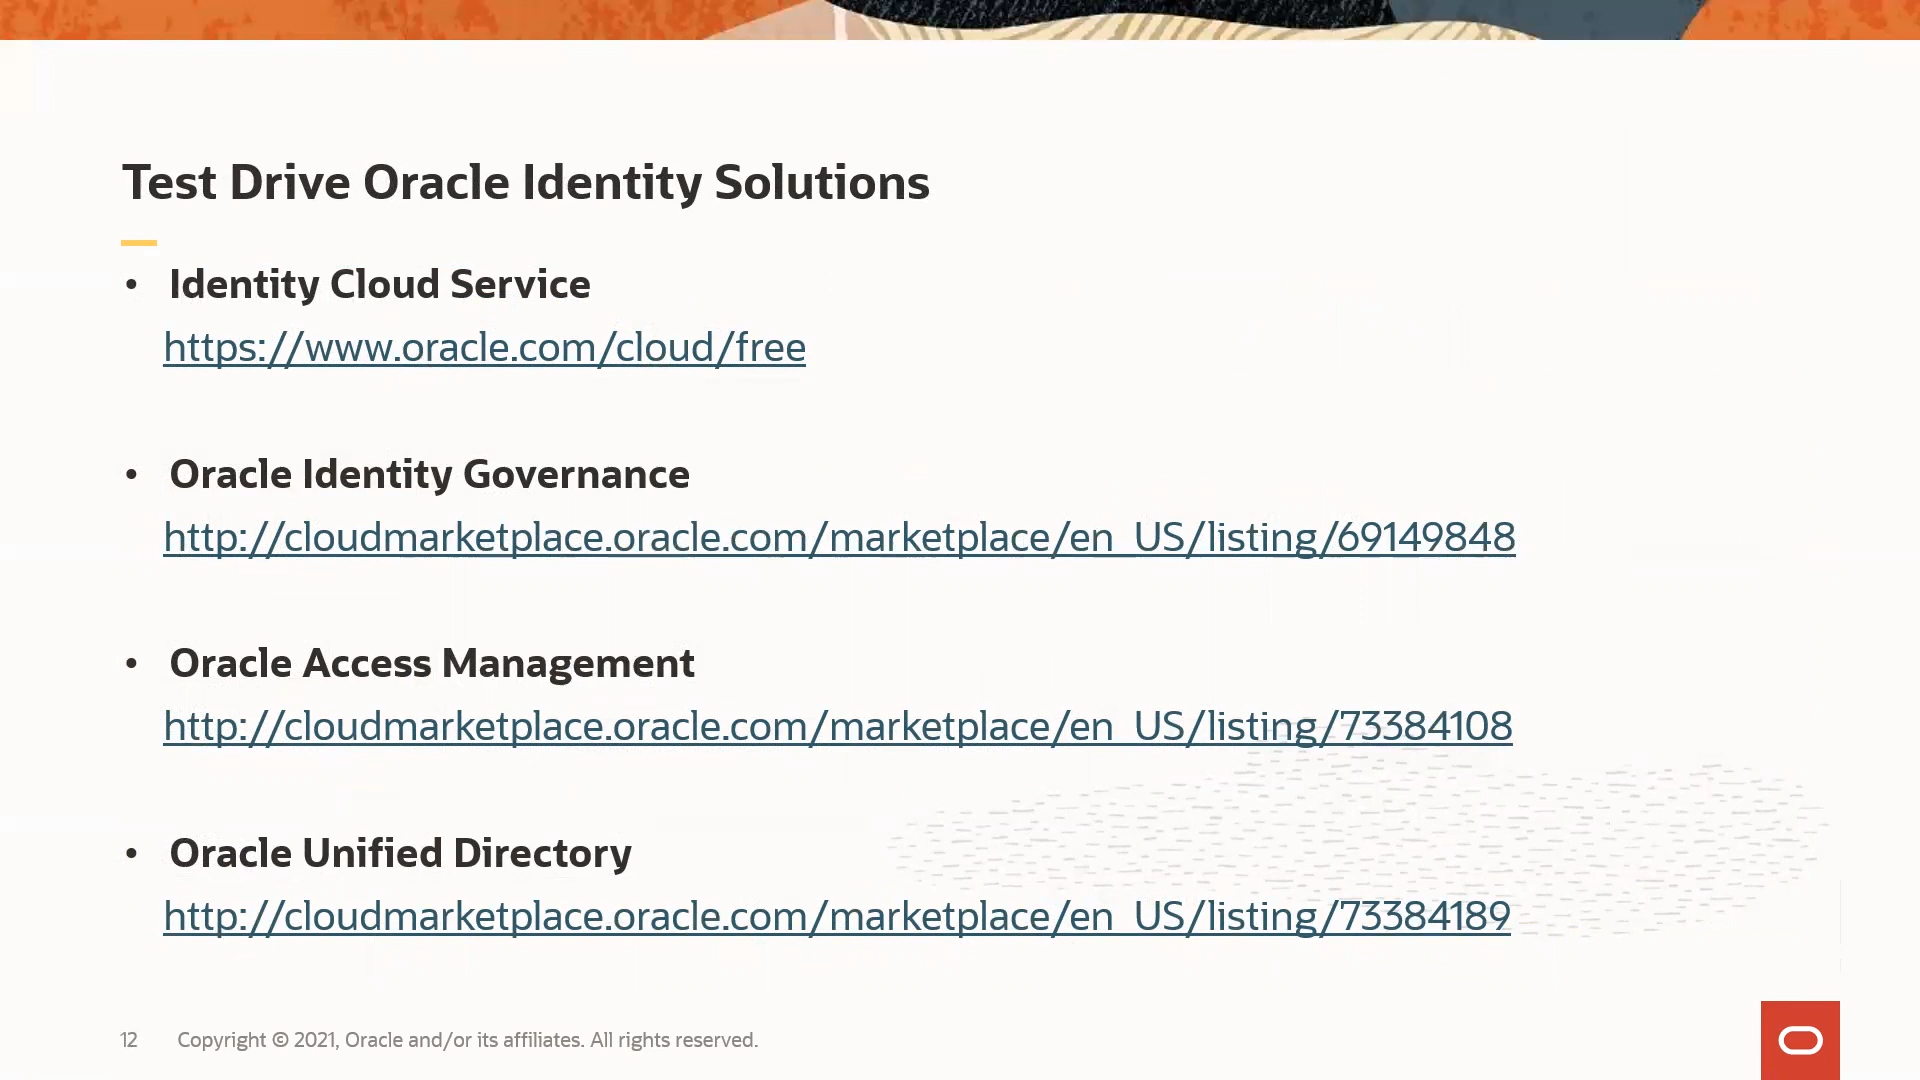 Test Drive Oracle Identity Solutions
• Identity Cloud Service
https://www.oracle.com/cloud/free
• Oracle Identity Governance
http://cloudmarketplace.oracle.com/marketplace/en_US/listing/69149848
• Oracle Access Management
http://cloudmarketplace.oracle.com/marketplace/en_US/listing/73384108
• Oracle Unified Directory
http://cloudmarketplace.oracle.com/marketplace/en_US/listing/73384189
12 Copyright © 2021, Oracle and/or its affiliates. All rights reserved.